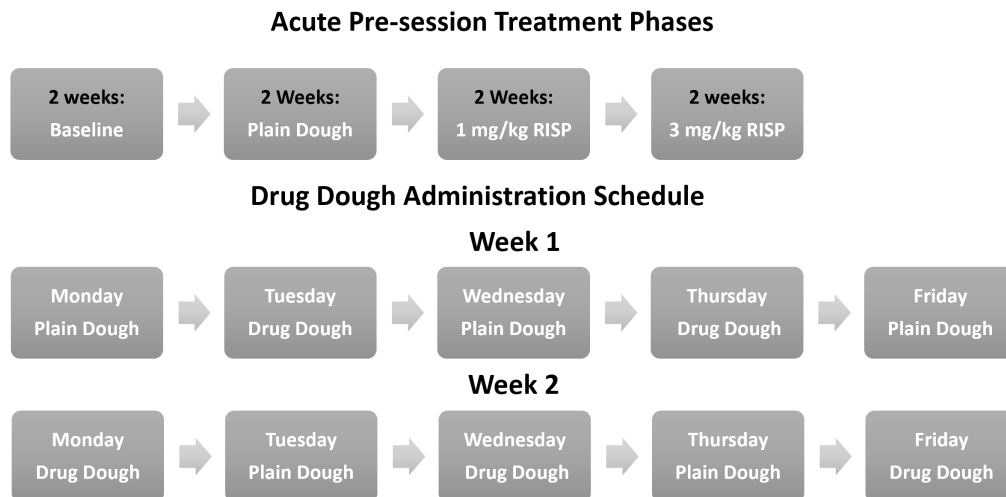 Acute Pre-session Treatment Phases
2 weeks:
Baseline
2 Weeks:
Plain Dough
2 Weeks:
1 mg/kg RISP
2 weeks:
3 mg/kg RISP
Drug Dough Administration Schedule
Week 1
Monday
Plain Dough
Tuesday
Drug Dough
Wednesday
Plain Dough
Thursday
Drug Dough
Friday
Plain Dough
Week 2
Monday
Drug Dough
Tuesday
Plain Dough
Wednesday
Drug Dough
Thursday
Plain Dough
Friday
Drug Dough